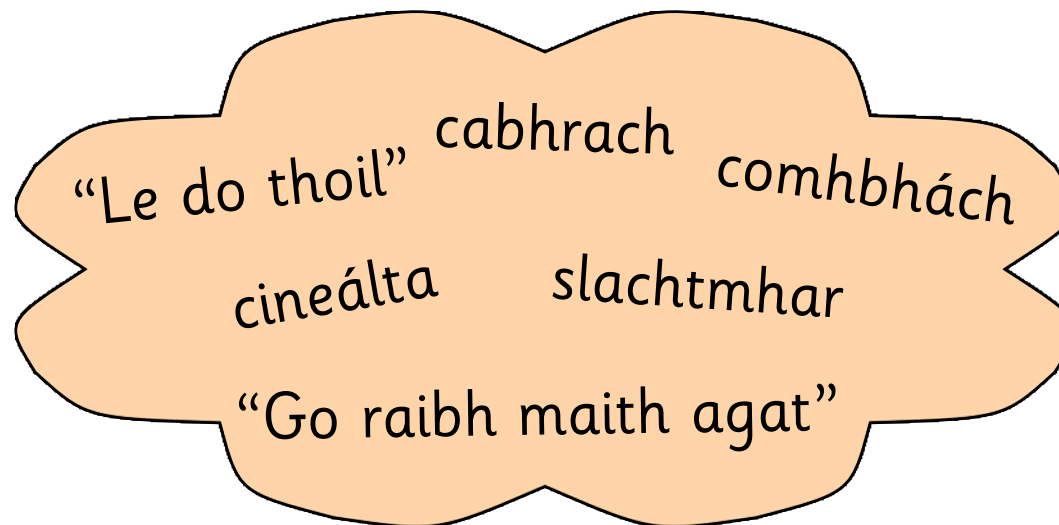 cabhrach
“Le do thoil”
comhbhách
cineálta
slachtmhar
“Go raibh maith agat”